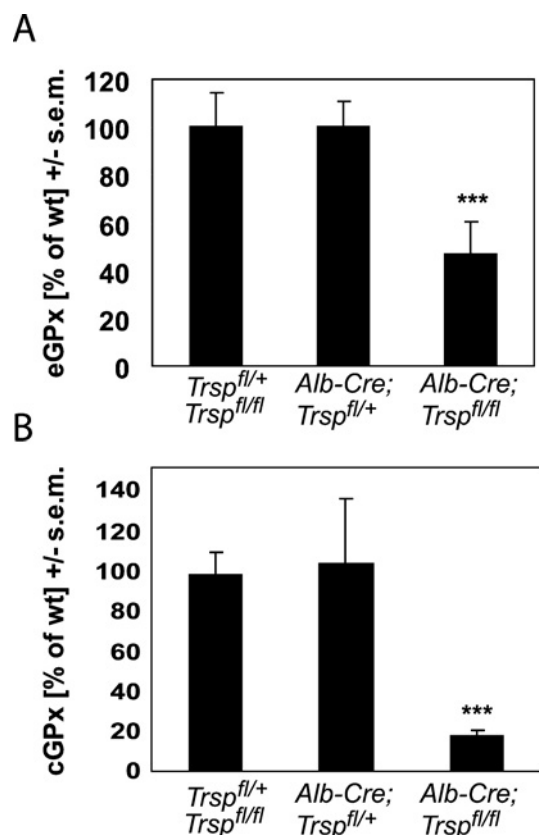 A
eGPx [% of wt] +/- s.e.m.
120
100
80
60
40
20
0
***
Trsp^fl/+ Alb-Cre; Alb-Cre;
Trsp^fl/fl Trsp^fl/+ Trsp^fl/fl
B
cGPx [% of wt] +/- s.e.m.
140
120
100
80
60
40
20
0
***
Trsp^fl/+ Alb-Cre; Alb-Cre;
Trsp^fl/fl Trsp^fl/+ Trsp^fl/fl